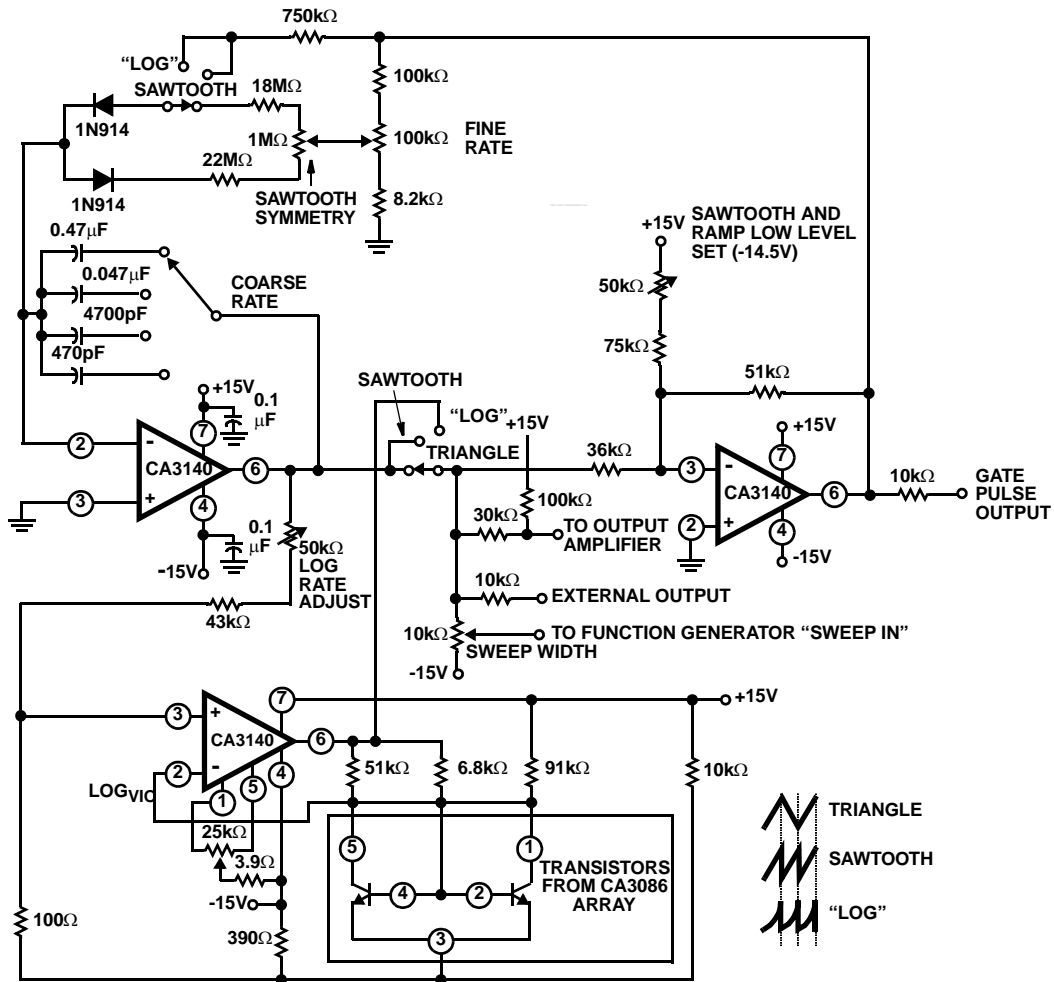 750kΩ
“LOG”
100kΩ
SAWTOOTH
18MΩ
1N914
1MΩ
100kΩ
FINE
RATE
22MΩ
1N914
SAWTOOTH
SYMMETRY
8.2kΩ
0.47μF
0.047μF
4700pF
470pF
COARSE
RATE
+15V
SAWTOOTH AND
RAMP LOW LEVEL
SET (-14.5V)
50kΩ
75kΩ
51kΩ
+15V
0.1
μF
7
2
-
CA3140
6
3
+
4
0.1
μF
-15V
SAWTOOTH
“LOG”
+15V
TRIANGLE
36kΩ
100kΩ
30kΩ
TO OUTPUT
AMPLIFIER
50kΩ
LOG
RATE
ADJUST
43kΩ
+15V
7
3
-
CA3140
6
2
+
4
-15V
10kΩ
GATE
PULSE
OUTPUT
10kΩ
EXTERNAL OUTPUT
10kΩ
TO FUNCTION GENERATOR “SWEEP IN”
SWEEP WIDTH
-15V
7
+15V
3
+
CA3140
6
2
-
4
5
1
LOGVIO
51kΩ
6.8kΩ
91kΩ
10kΩ
25kΩ
3.9Ω
-15V
100Ω
390Ω
5
1
4
2
3
TRANSISTORS
FROM CA3086
ARRAY
TRIANGLE
SAWTOOTH
“LOG”